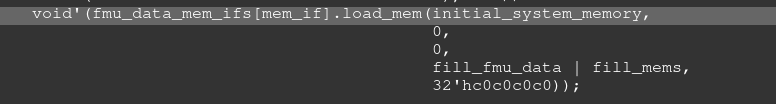 void'(fmu_data_mem_ifs[mem_if].load_mem(initial_system_memory,
0,
0,
fill_fmu_data | fill_mems,
32'hc0c0c0c0));